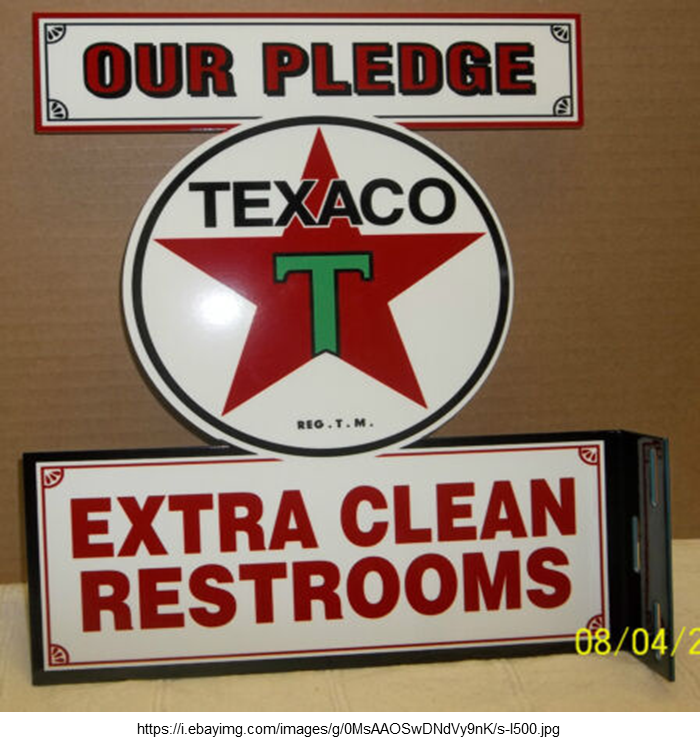 OUR PLEDGE
TEXACO
T
REG. T. M.
EXTRA CLEAN
RESTROOMS
08/04/2
https://i.ebayimg.com/images/g/0MsAAOSwDNdVy9nK/s-l500.jpg